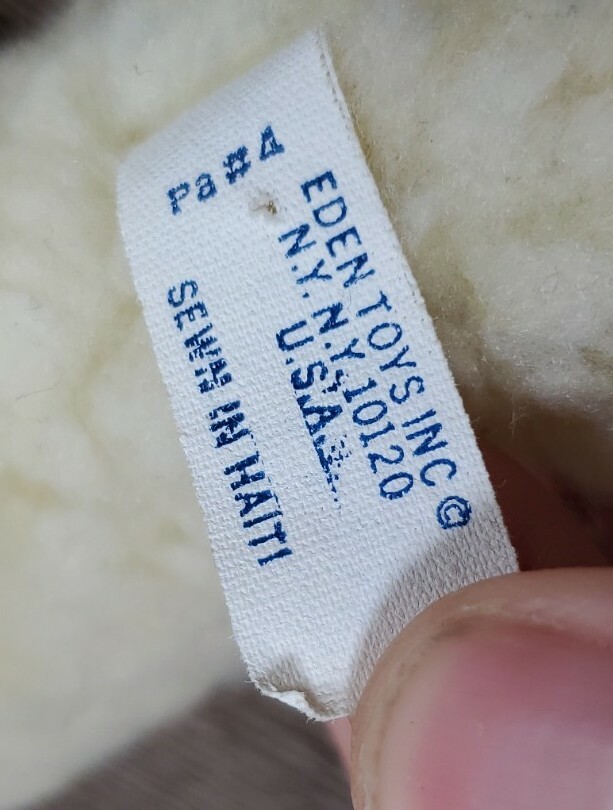 EDEN TOYS INC ©
N.Y. N.Y. 10120
U.S.A.
Pa#4
SEWN IN HAITI